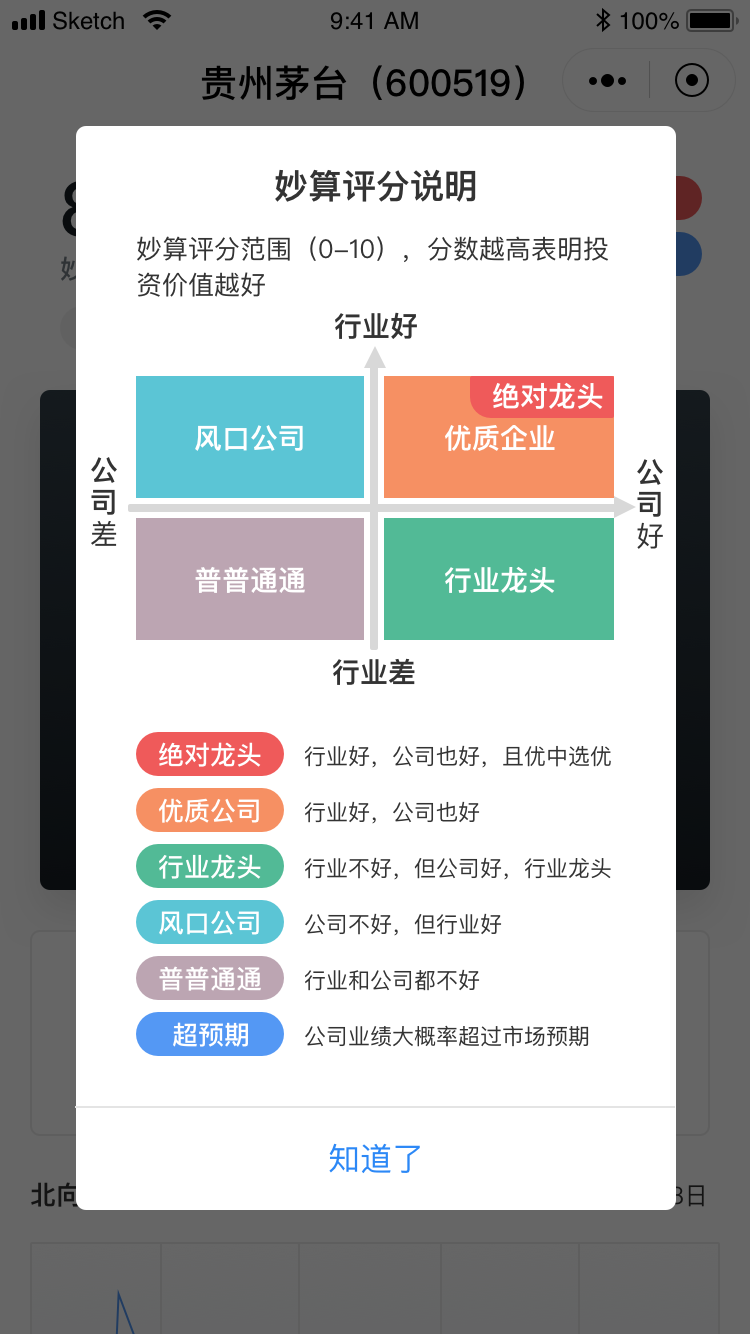 Sketch 9:41 AM 100%
贵州茅台（600519）
妙算评分说明
妙算评分范围（0–10），分数越高表明投
资价值越好
行业好
绝对龙头
风口公司
优质企业
公司差
公司好
普普通通
行业龙头
行业差
绝对龙头 行业好，公司也好，且优中选优
优质公司 行业好，公司也好
行业龙头 行业不好，但公司好，行业龙头
风口公司 公司不好，但行业好
普普通通 行业和公司都不好
超预期 公司业绩大概率超过市场预期
知道了
北向
日